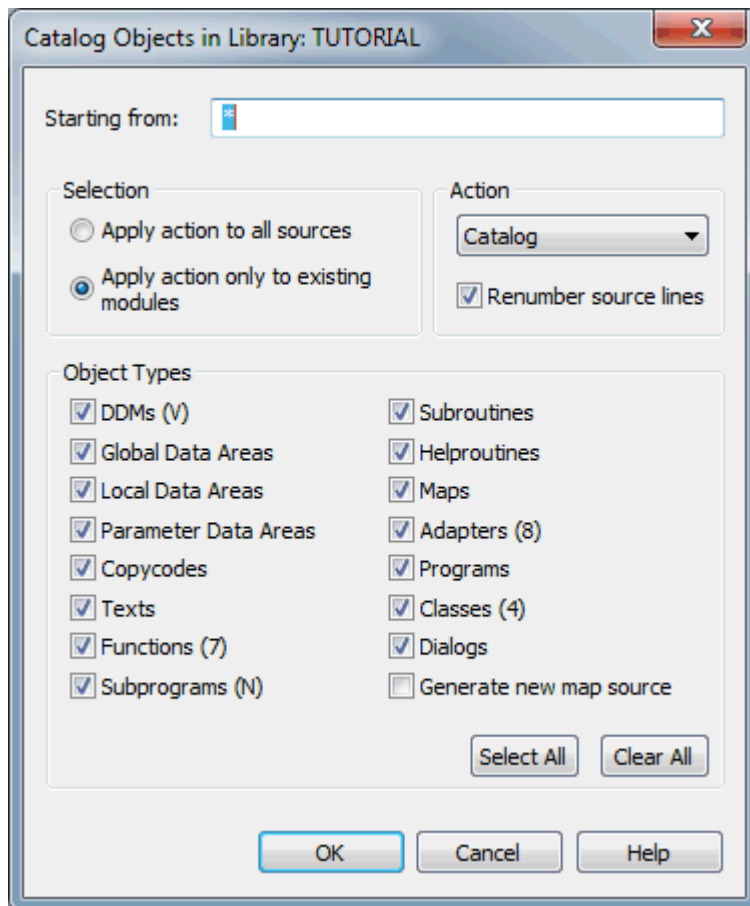 Catalog Objects in Library: TUTORIAL
Starting from: *
Selection
Apply action to all sources
Apply action only to existing
modules
Action
Catalog
Renumber source lines
Object Types
DDMs (V)
Global Data Areas
Local Data Areas
Parameter Data Areas
Copycodes
Texts
Functions (7)
Subprograms (N)
Subroutines
Helproutines
Maps
Adapters (8)
Programs
Classes (4)
Dialogs
Generate new map source
Select All
Clear All
OK
Cancel
Help